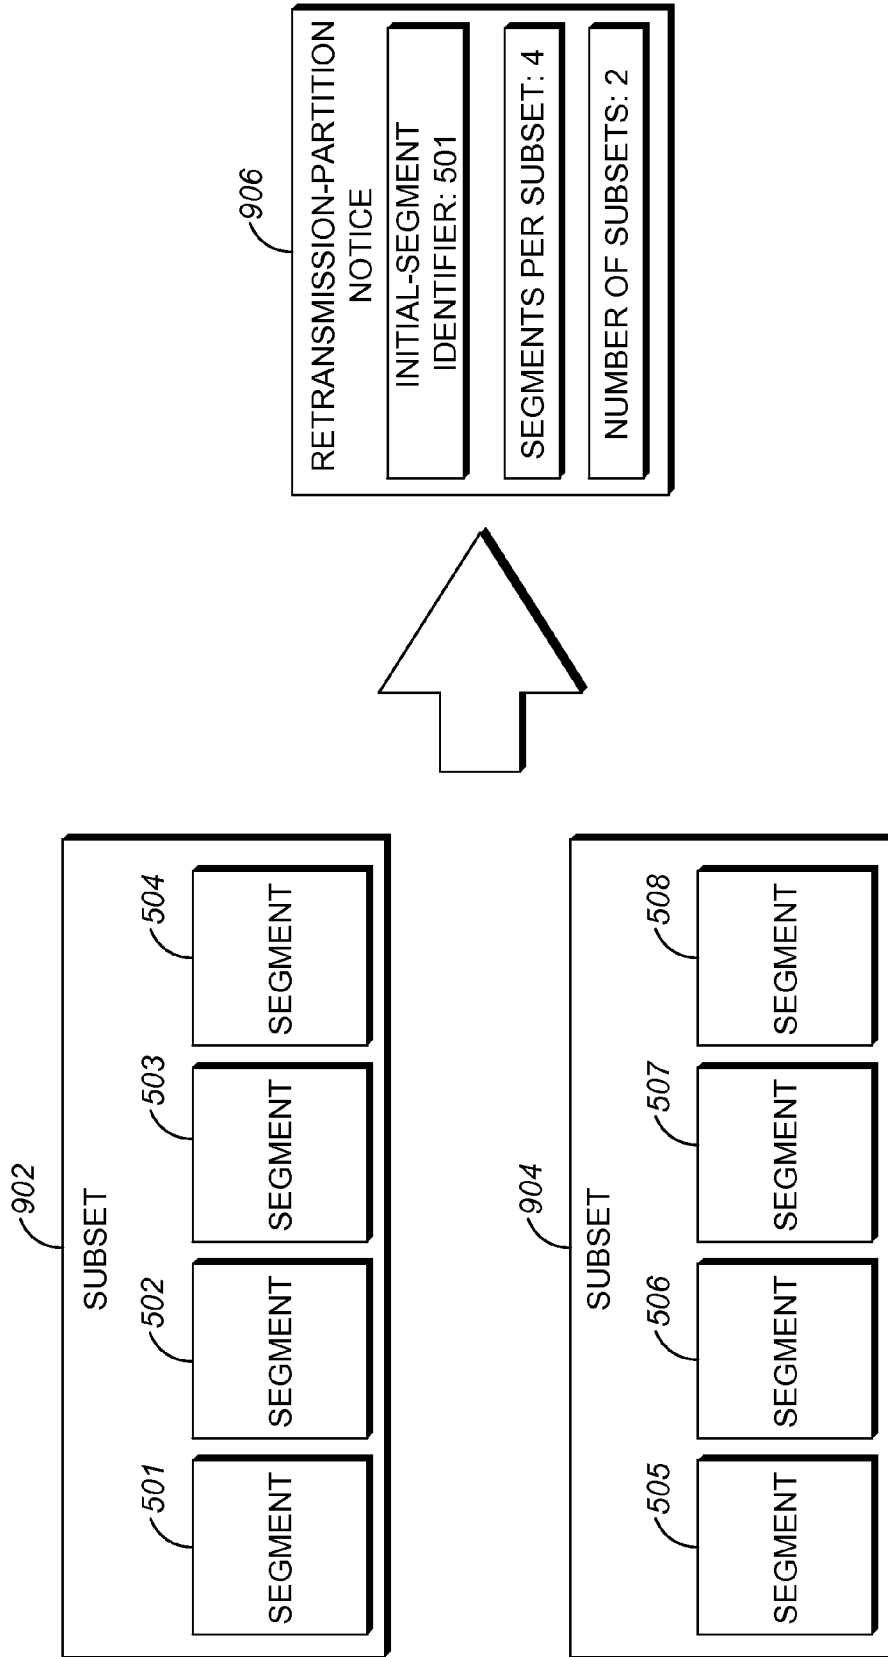 902
SUBSET
501
502
503
504
SEGMENT
SEGMENT
SEGMENT
SEGMENT
904
SUBSET
505
506
507
508
SEGMENT
SEGMENT
SEGMENT
SEGMENT
906
RETRANSMISSION-PARTITION
NOTICE
INITIAL-SEGMENT
IDENTIFIER: 501
SEGMENTS PER SUBSET: 4
NUMBER OF SUBSETS: 2